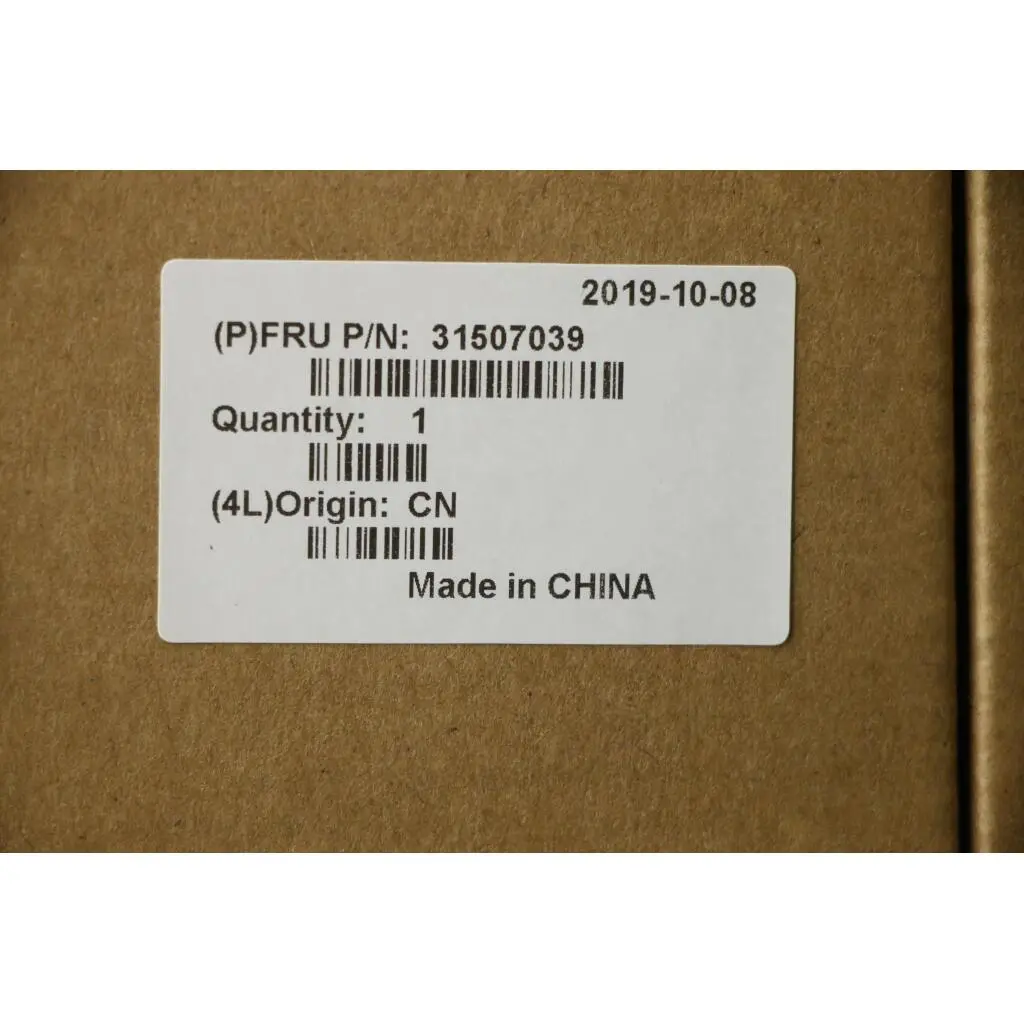 2019-10-08
(P)FRU P/N: 31507039
Quantity: 1
(4L)Origin: CN
Made in CHINA